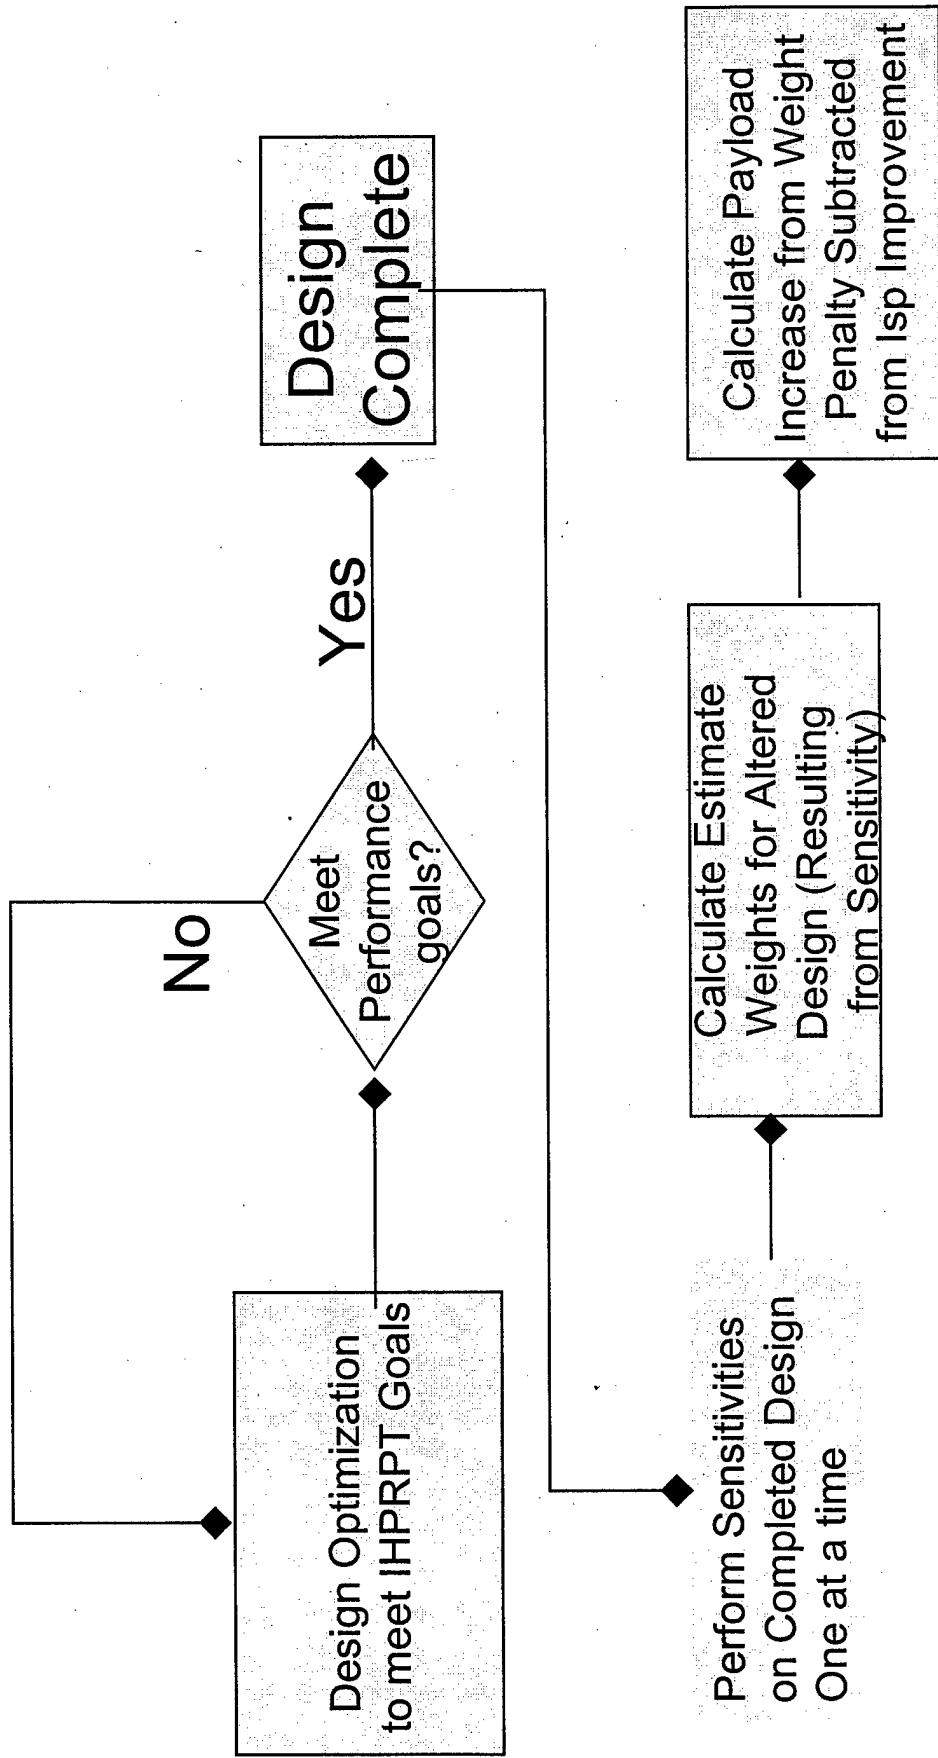 Design Optimization
to meet IHPRPT Goals
No
Meet
Performance
goals?
Yes
Design
Complete
Perform Sensitivities
on Completed Design
One at a time
Calculate Estimate
Weights for Altered
Design (Resulting
from Sensitivity)
Calculate Payload
Increase from Weight
Penalty Subtracted
from Isp Improvement